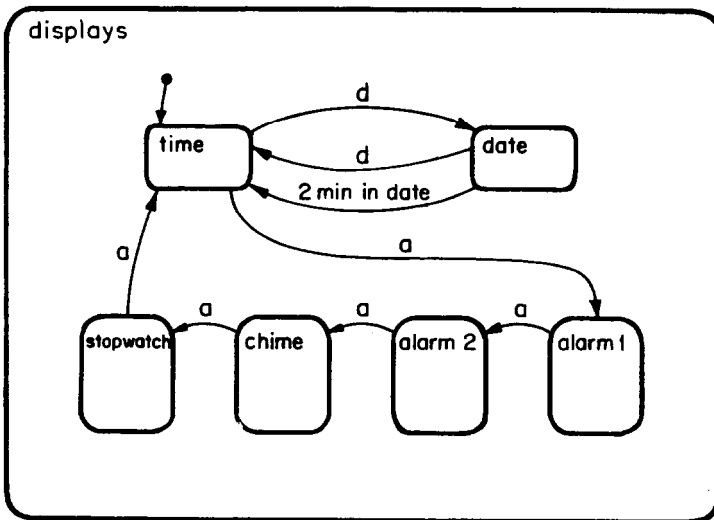 displays
d
time
date
d
2 min in date
a
a
a
a
a
stopwatch
chime
alarm 2
alarm 1